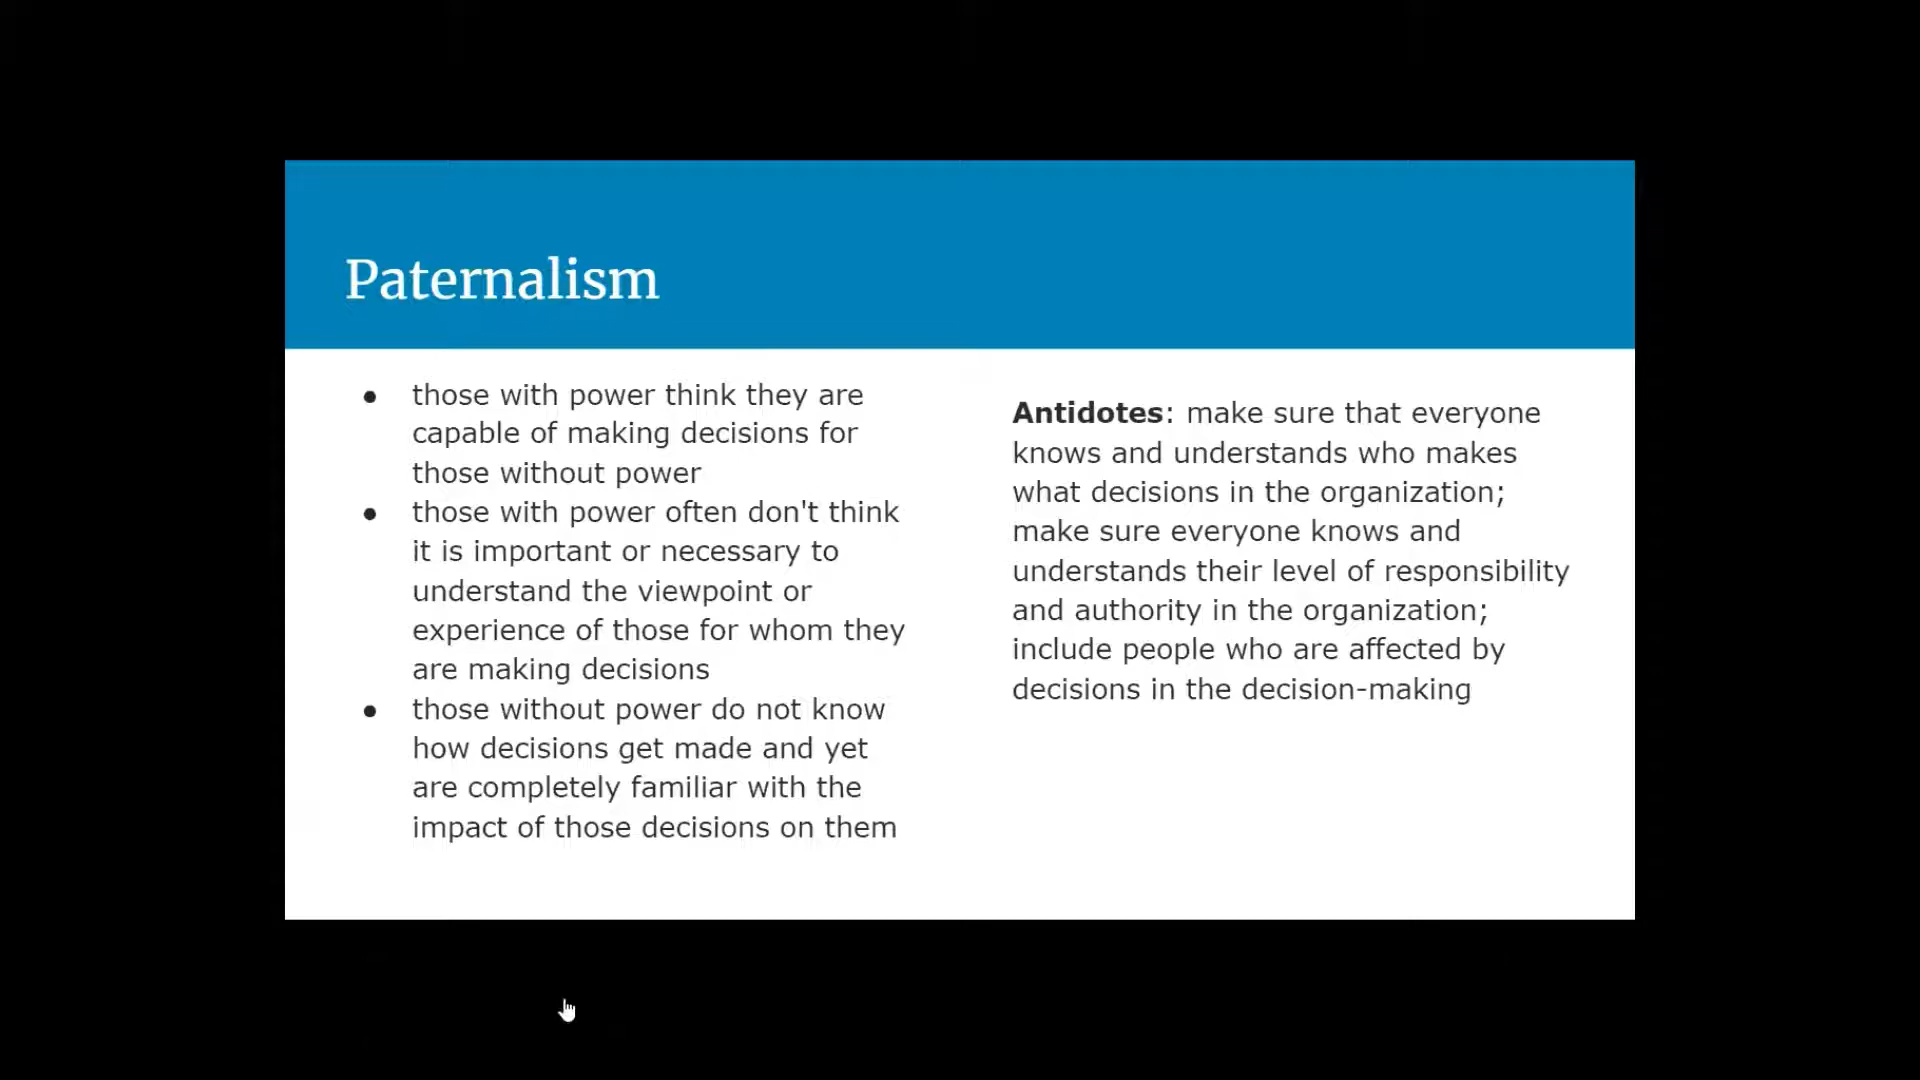 Paternalism
● those with power think they are
capable of making decisions for
those without power
● those with power often don't think
it is important or necessary to
understand the viewpoint or
experience of those for whom they
are making decisions
● those without power do not know
how decisions get made and yet
are completely familiar with the
impact of those decisions on them
Antidotes: make sure that everyone
knows and understands who makes
what decisions in the organization;
make sure everyone knows and
understands their level of responsibility
and authority in the organization;
include people who are affected by
decisions in the decision-making